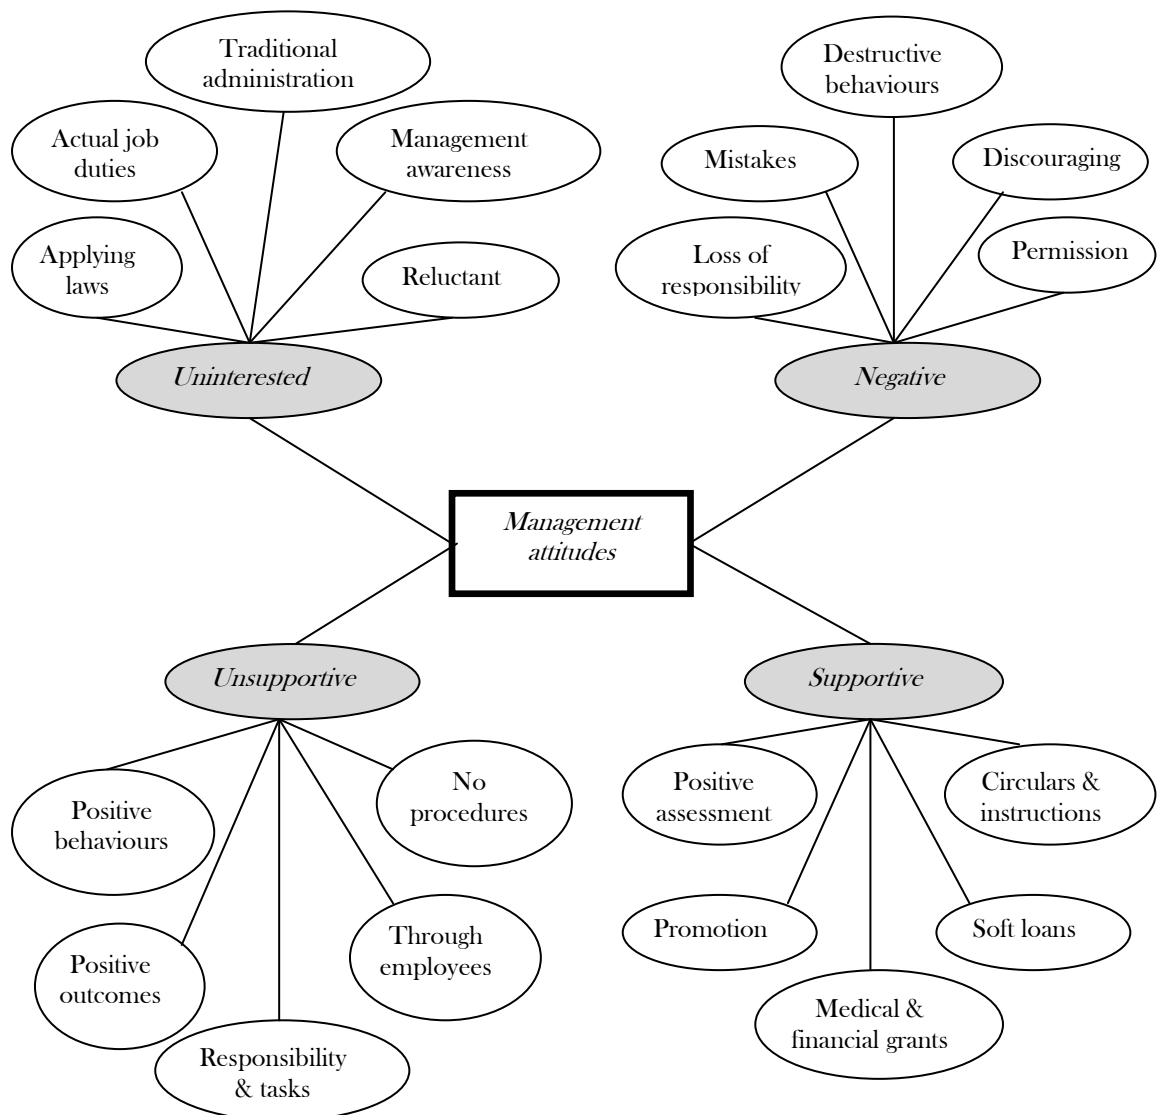 Traditional
administration
Destructive
behaviours
Actual job
duties
Management
awareness
Mistakes
Discouraging
Applying
laws
Reluctant
Loss of
responsibility
Permission
Uninterested
Negative
Management
attitudes
Unsupportive
Supportive
Positive
behaviours
No
procedures
Positive
assessment
Circulars &
instructions
Positive
outcomes
Through
employees
Promotion
Soft loans
Responsibility
& tasks
Medical &
financial grants